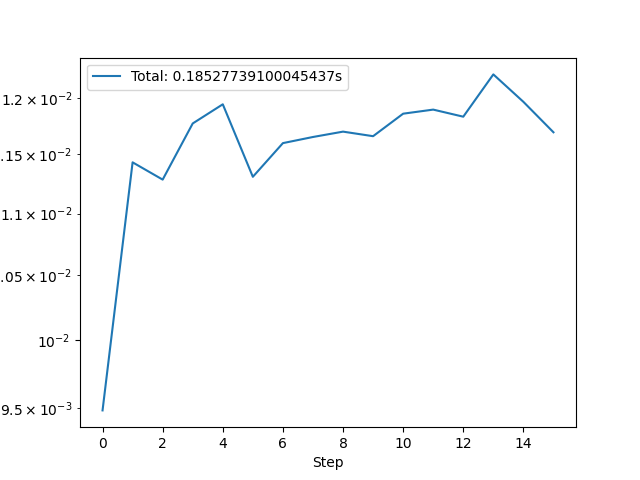 Total: 0.18527739100045437s
1.2 × 10⁻²
.15 × 10⁻²
1.1 × 10⁻²
.05 × 10⁻²
10⁻²
9.5 × 10⁻³
0 2 4 6 8 10 12 14
Step